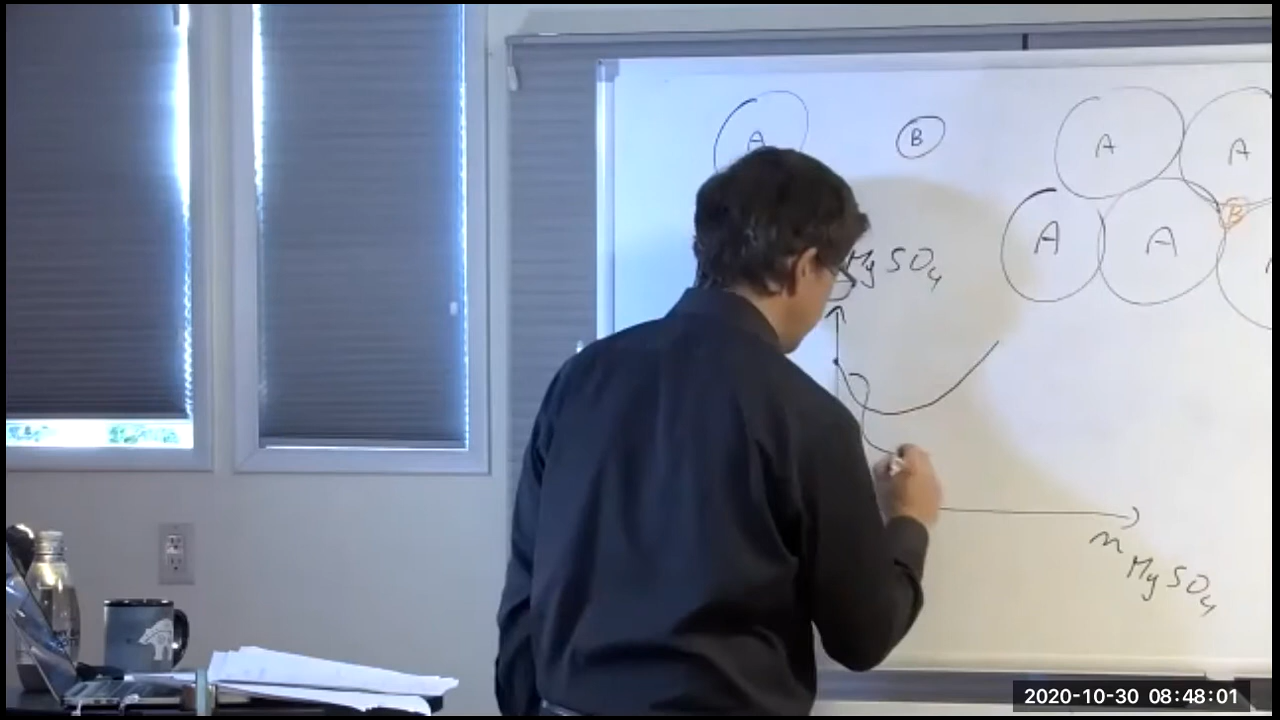 A B A A
A A B
MgSO₄
n MgSO₄
2020-10-30 08:48:01